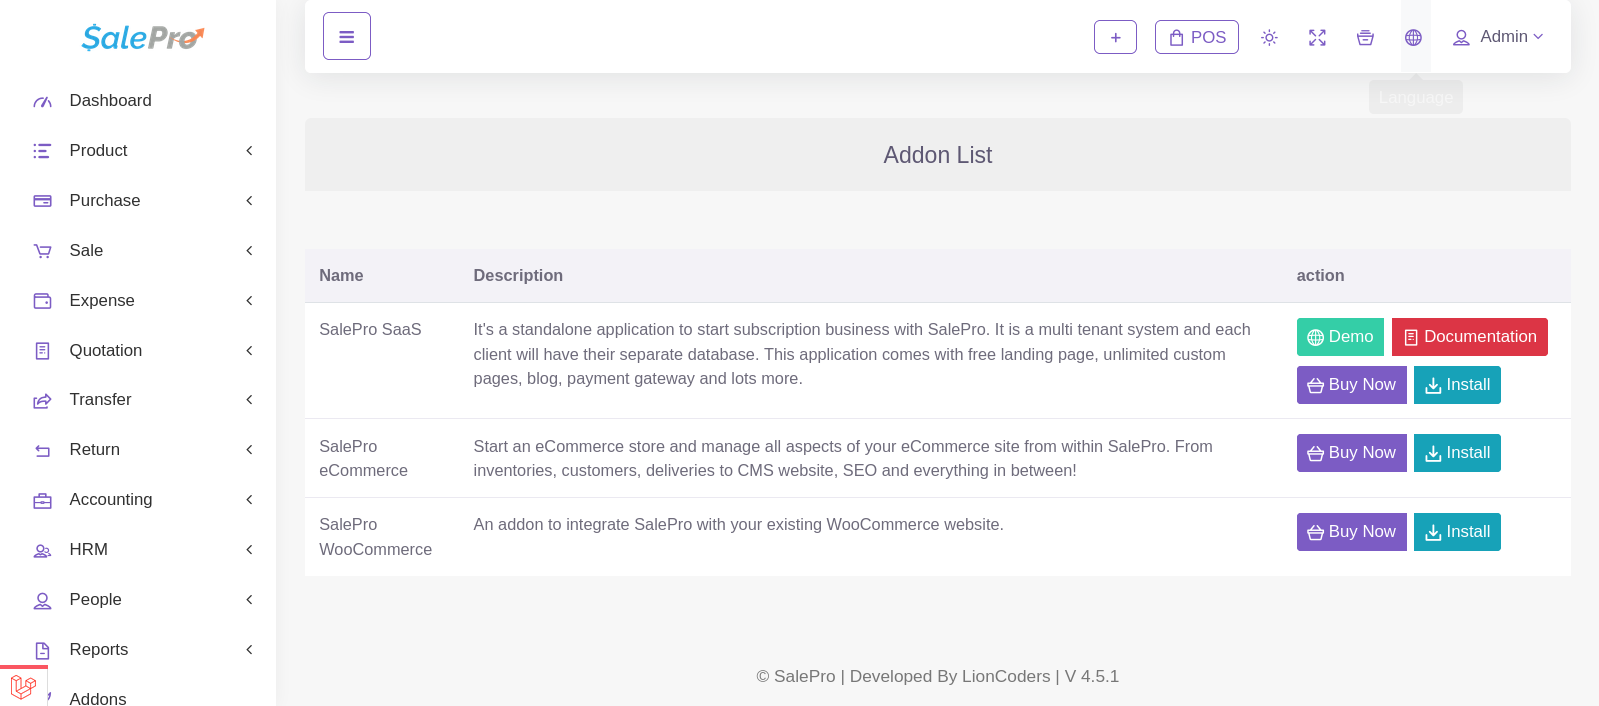 SalePro
POS
Admin
Language
Dashboard
Product
Purchase
Sale
Expense
Quotation
Transfer
Return
Accounting
HRM
People
Reports
Addons
Addon List
Name Description action
SalePro SaaS
It's a standalone application to start subscription business with SalePro. It is a multi tenant system and each
client will have their separate database. This application comes with free landing page, unlimited custom
pages, blog, payment gateway and lots more.
Demo Documentation
Buy Now Install
SalePro
eCommerce
Start an eCommerce store and manage all aspects of your eCommerce site from within SalePro. From
inventories, customers, deliveries to CMS website, SEO and everything in between!
Buy Now Install
SalePro
WooCommerce
An addon to integrate SalePro with your existing WooCommerce website.
Buy Now Install
© SalePro | Developed By LionCoders | V 4.5.1